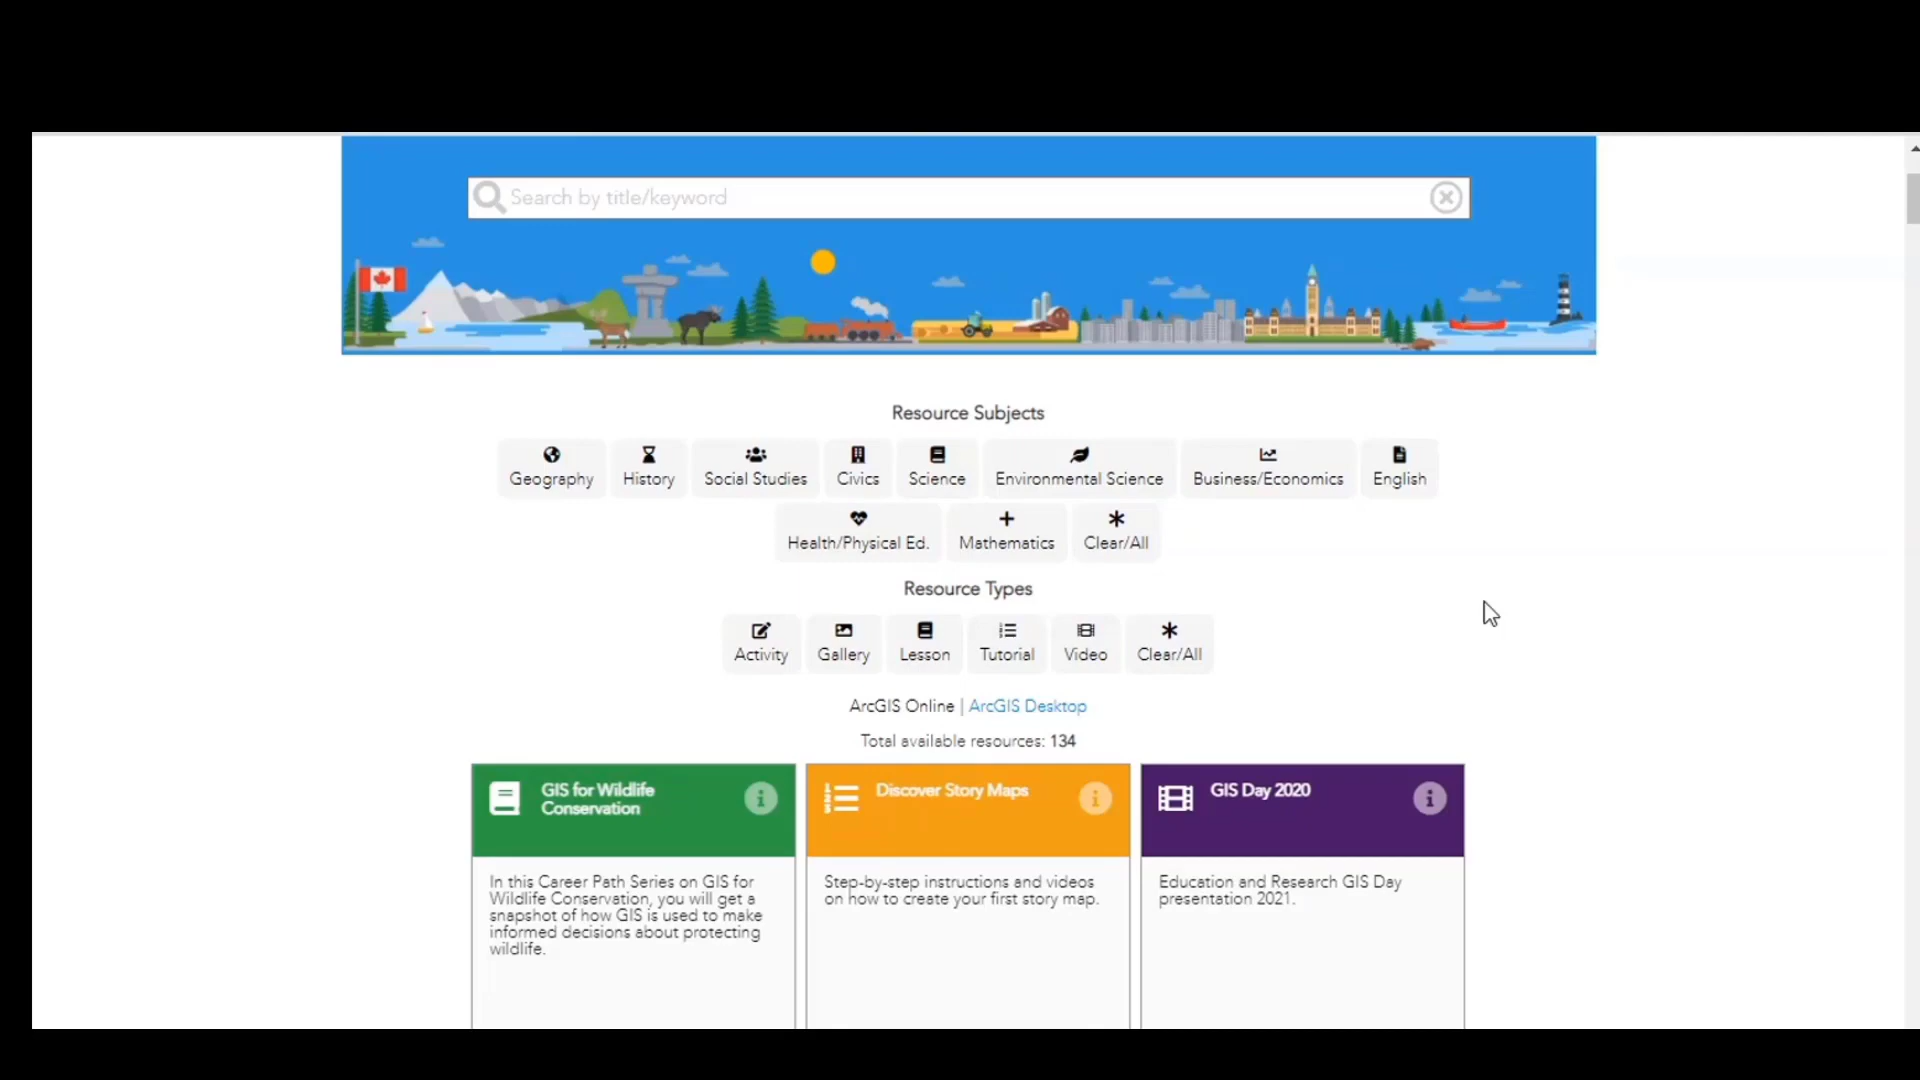 Search by title/keyword
Resource Subjects
Geography History Social Studies Civics Science Environmental Science Business/Economics English
Health/Physical Ed. Mathematics Clear/All
Resource Types
Activity Gallery Lesson Tutorial Video Clear/All
ArcGIS Online | ArcGIS Desktop
Total available resources: 134
GIS for Wildlife
Conservation
In this Career Path Series on GIS for
Wildlife Conservation, you will get a
snapshot of how GIS is used to make
informed decisions about protecting
wildlife.
Discover Story Maps
Step-by-step instructions and videos
on how to create your first story map.
GIS Day 2020
Education and Research GIS Day
presentation 2021.